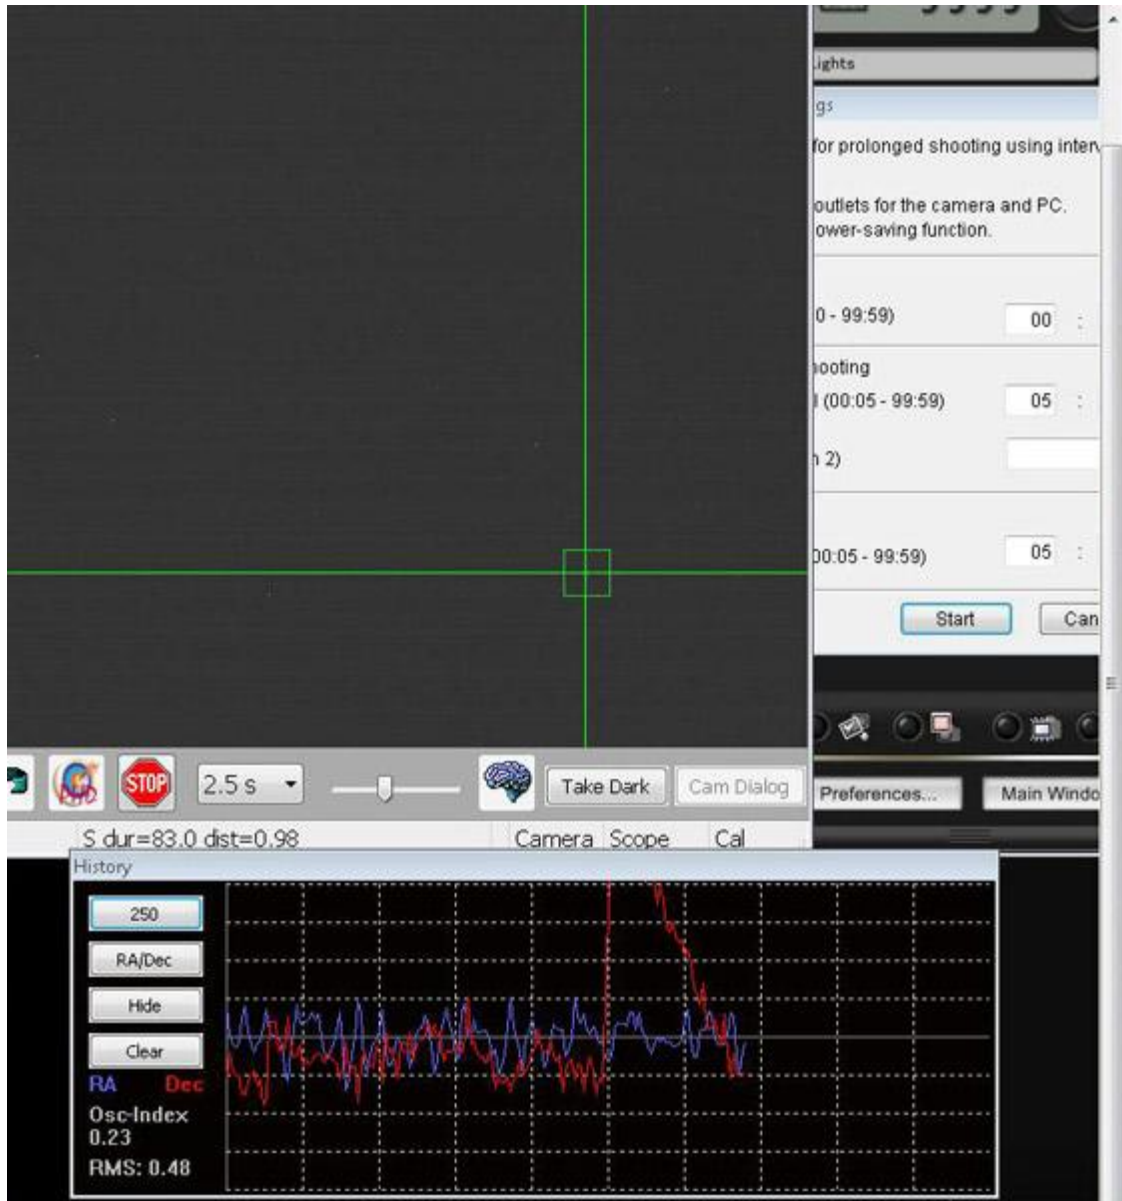 9999
Lights
gs
for prolonged shooting using interv
outlets for the camera and PC.
ower-saving function.
0 - 99:59) 00 :
hooting
l (00:05 - 99:59) 05 :
n 2)
00:05 - 99:59) 05 :
Start Can
STOP 2.5 s Take Dark Cam Dialog
Preferences... Main Windo
S dur=83.0 dist=0.98 Camera Scope Cal
History
250
RA/Dec
Hide
Clear
RA Dec
Osc-Index
0.23
RMS: 0.48